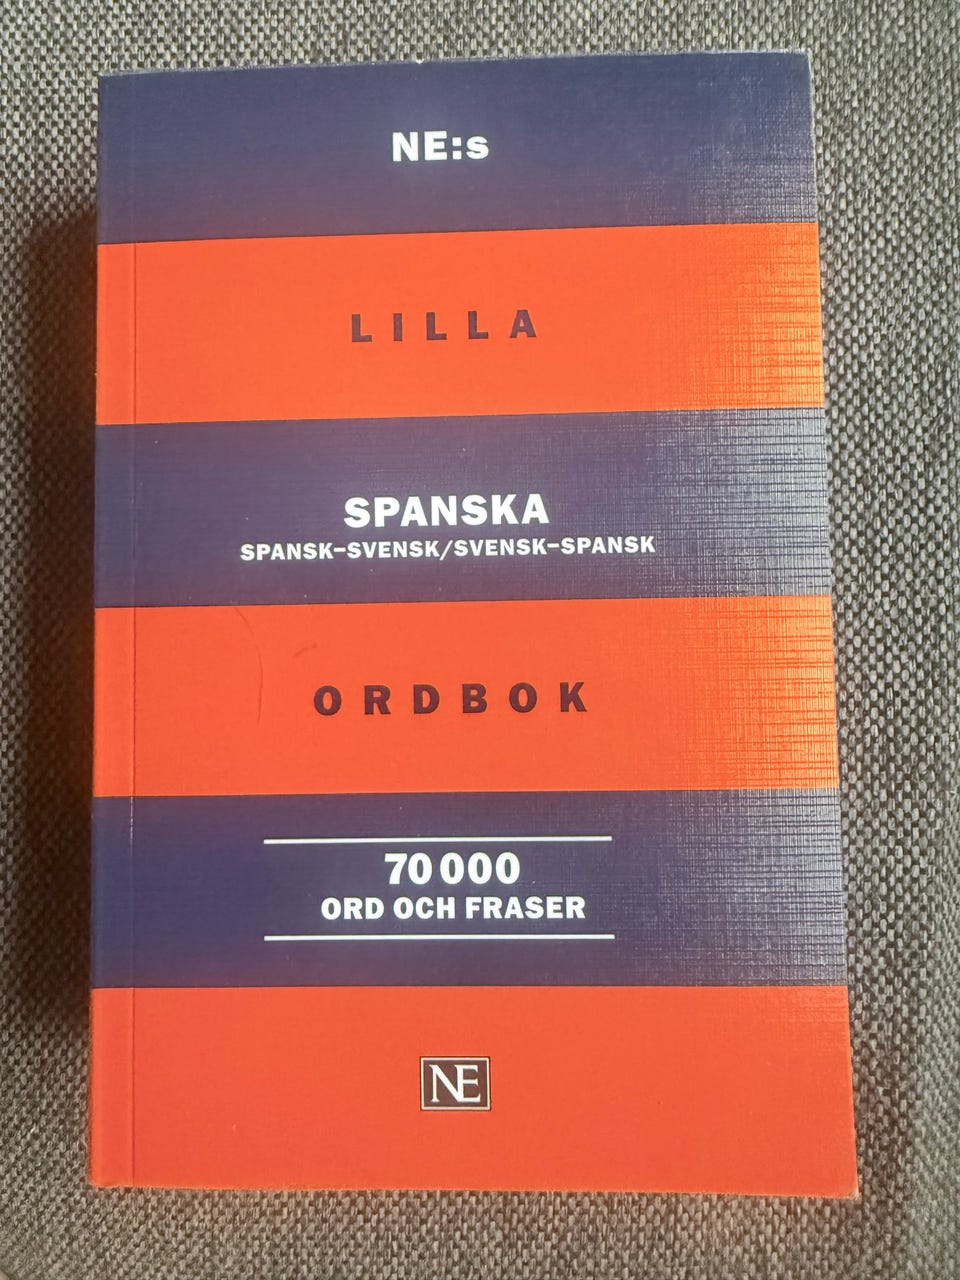 NE:s
LILLA
SPANSKA
SPANSK–SVENSK/SVENSK–SPANSK
ORDBOK
70 000
ORD OCH FRASER
NE